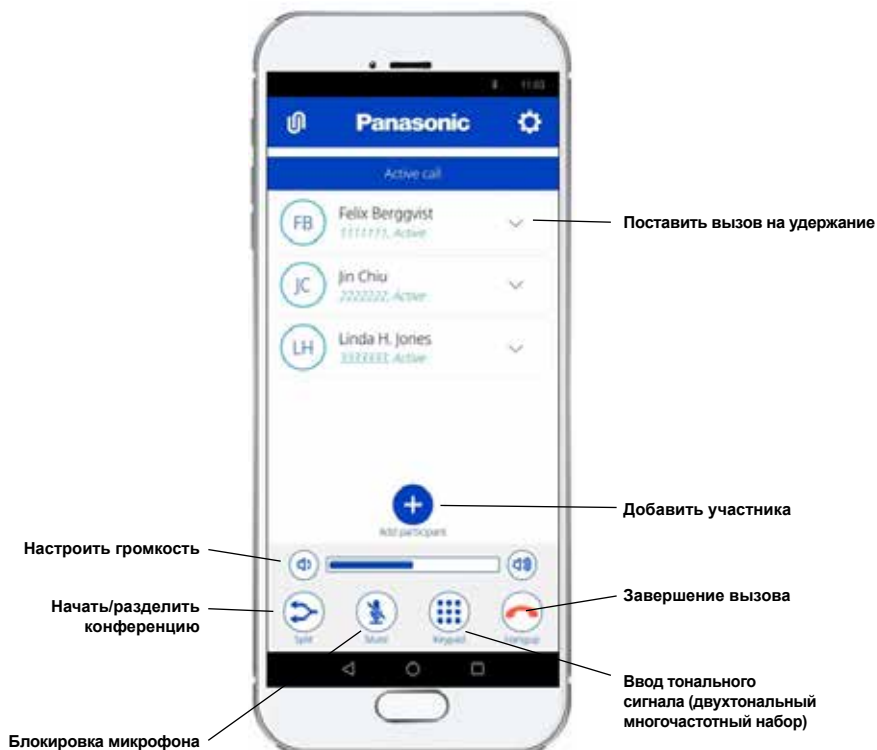 11:03
Panasonic
Active call
FB
Felix Berggvist
1111111, Active
Поставить вызов на удержание
JC
Jin Chiu
2222222, Active
LH
Linda H. Jones
3333333, Active
Add participant
Добавить участника
Настроить громкость
Начать/разделить
конференцию
Завершение вызова
Split
Mute
Keypad
Hangup
Ввод тонального
сигнала (двухтональный
многочастотный набор)
Блокировка микрофона